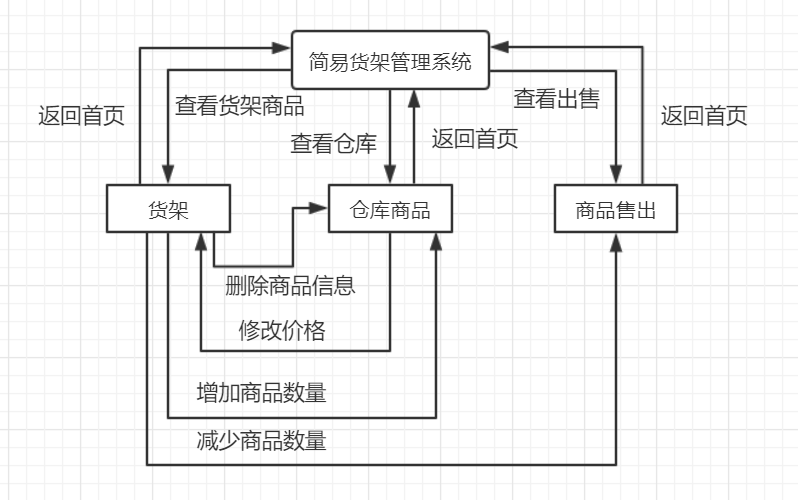 简易货架管理系统
返回首页
查看货架商品
查看仓库
返回首页
查看出售
返回首页
货架
仓库商品
商品售出
删除商品信息
修改价格
增加商品数量
减少商品数量